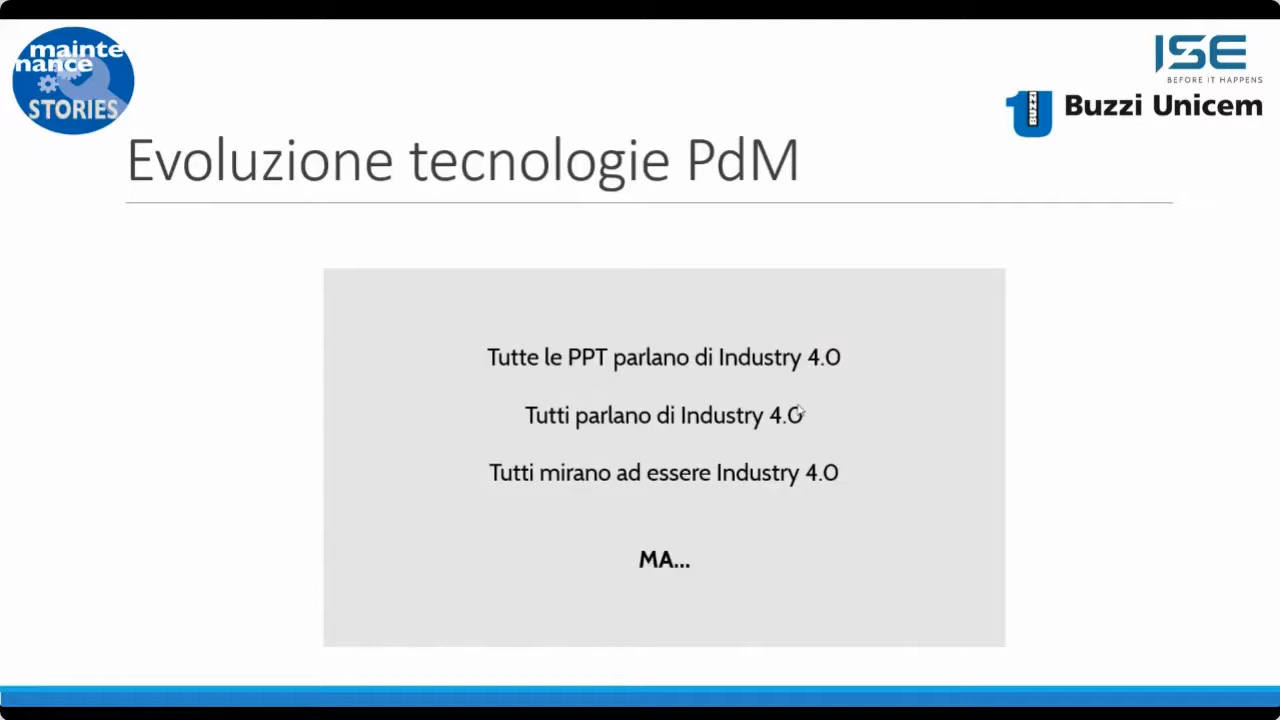 mainte
nance
STORIES
ISE
BEFORE IT HAPPENS
BUZZI
Buzzi Unicem
Evoluzione tecnologie PdM
Tutte le PPT parlano di Industry 4.0
Tutti parlano di Industry 4.0
Tutti mirano ad essere Industry 4.0
MA...